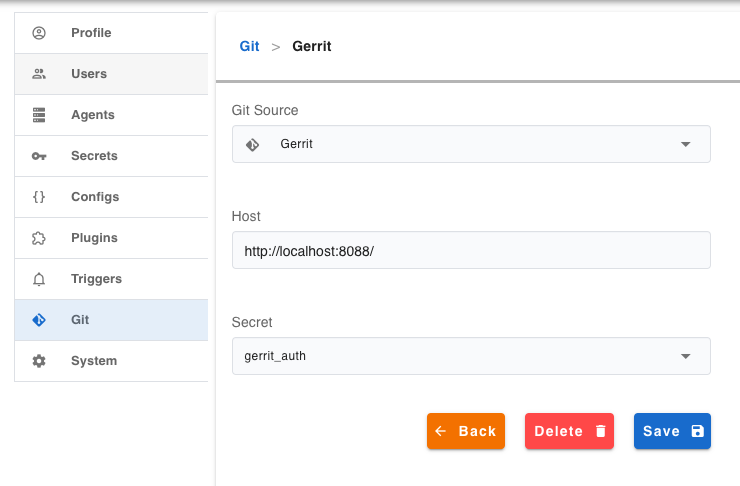 Profile
Users
Agents
Secrets
Configs
Plugins
Triggers
Git
System
Git > Gerrit
Git Source
Gerrit
Host
http://localhost:8088/
Secret
gerrit_auth
Back
Delete
Save